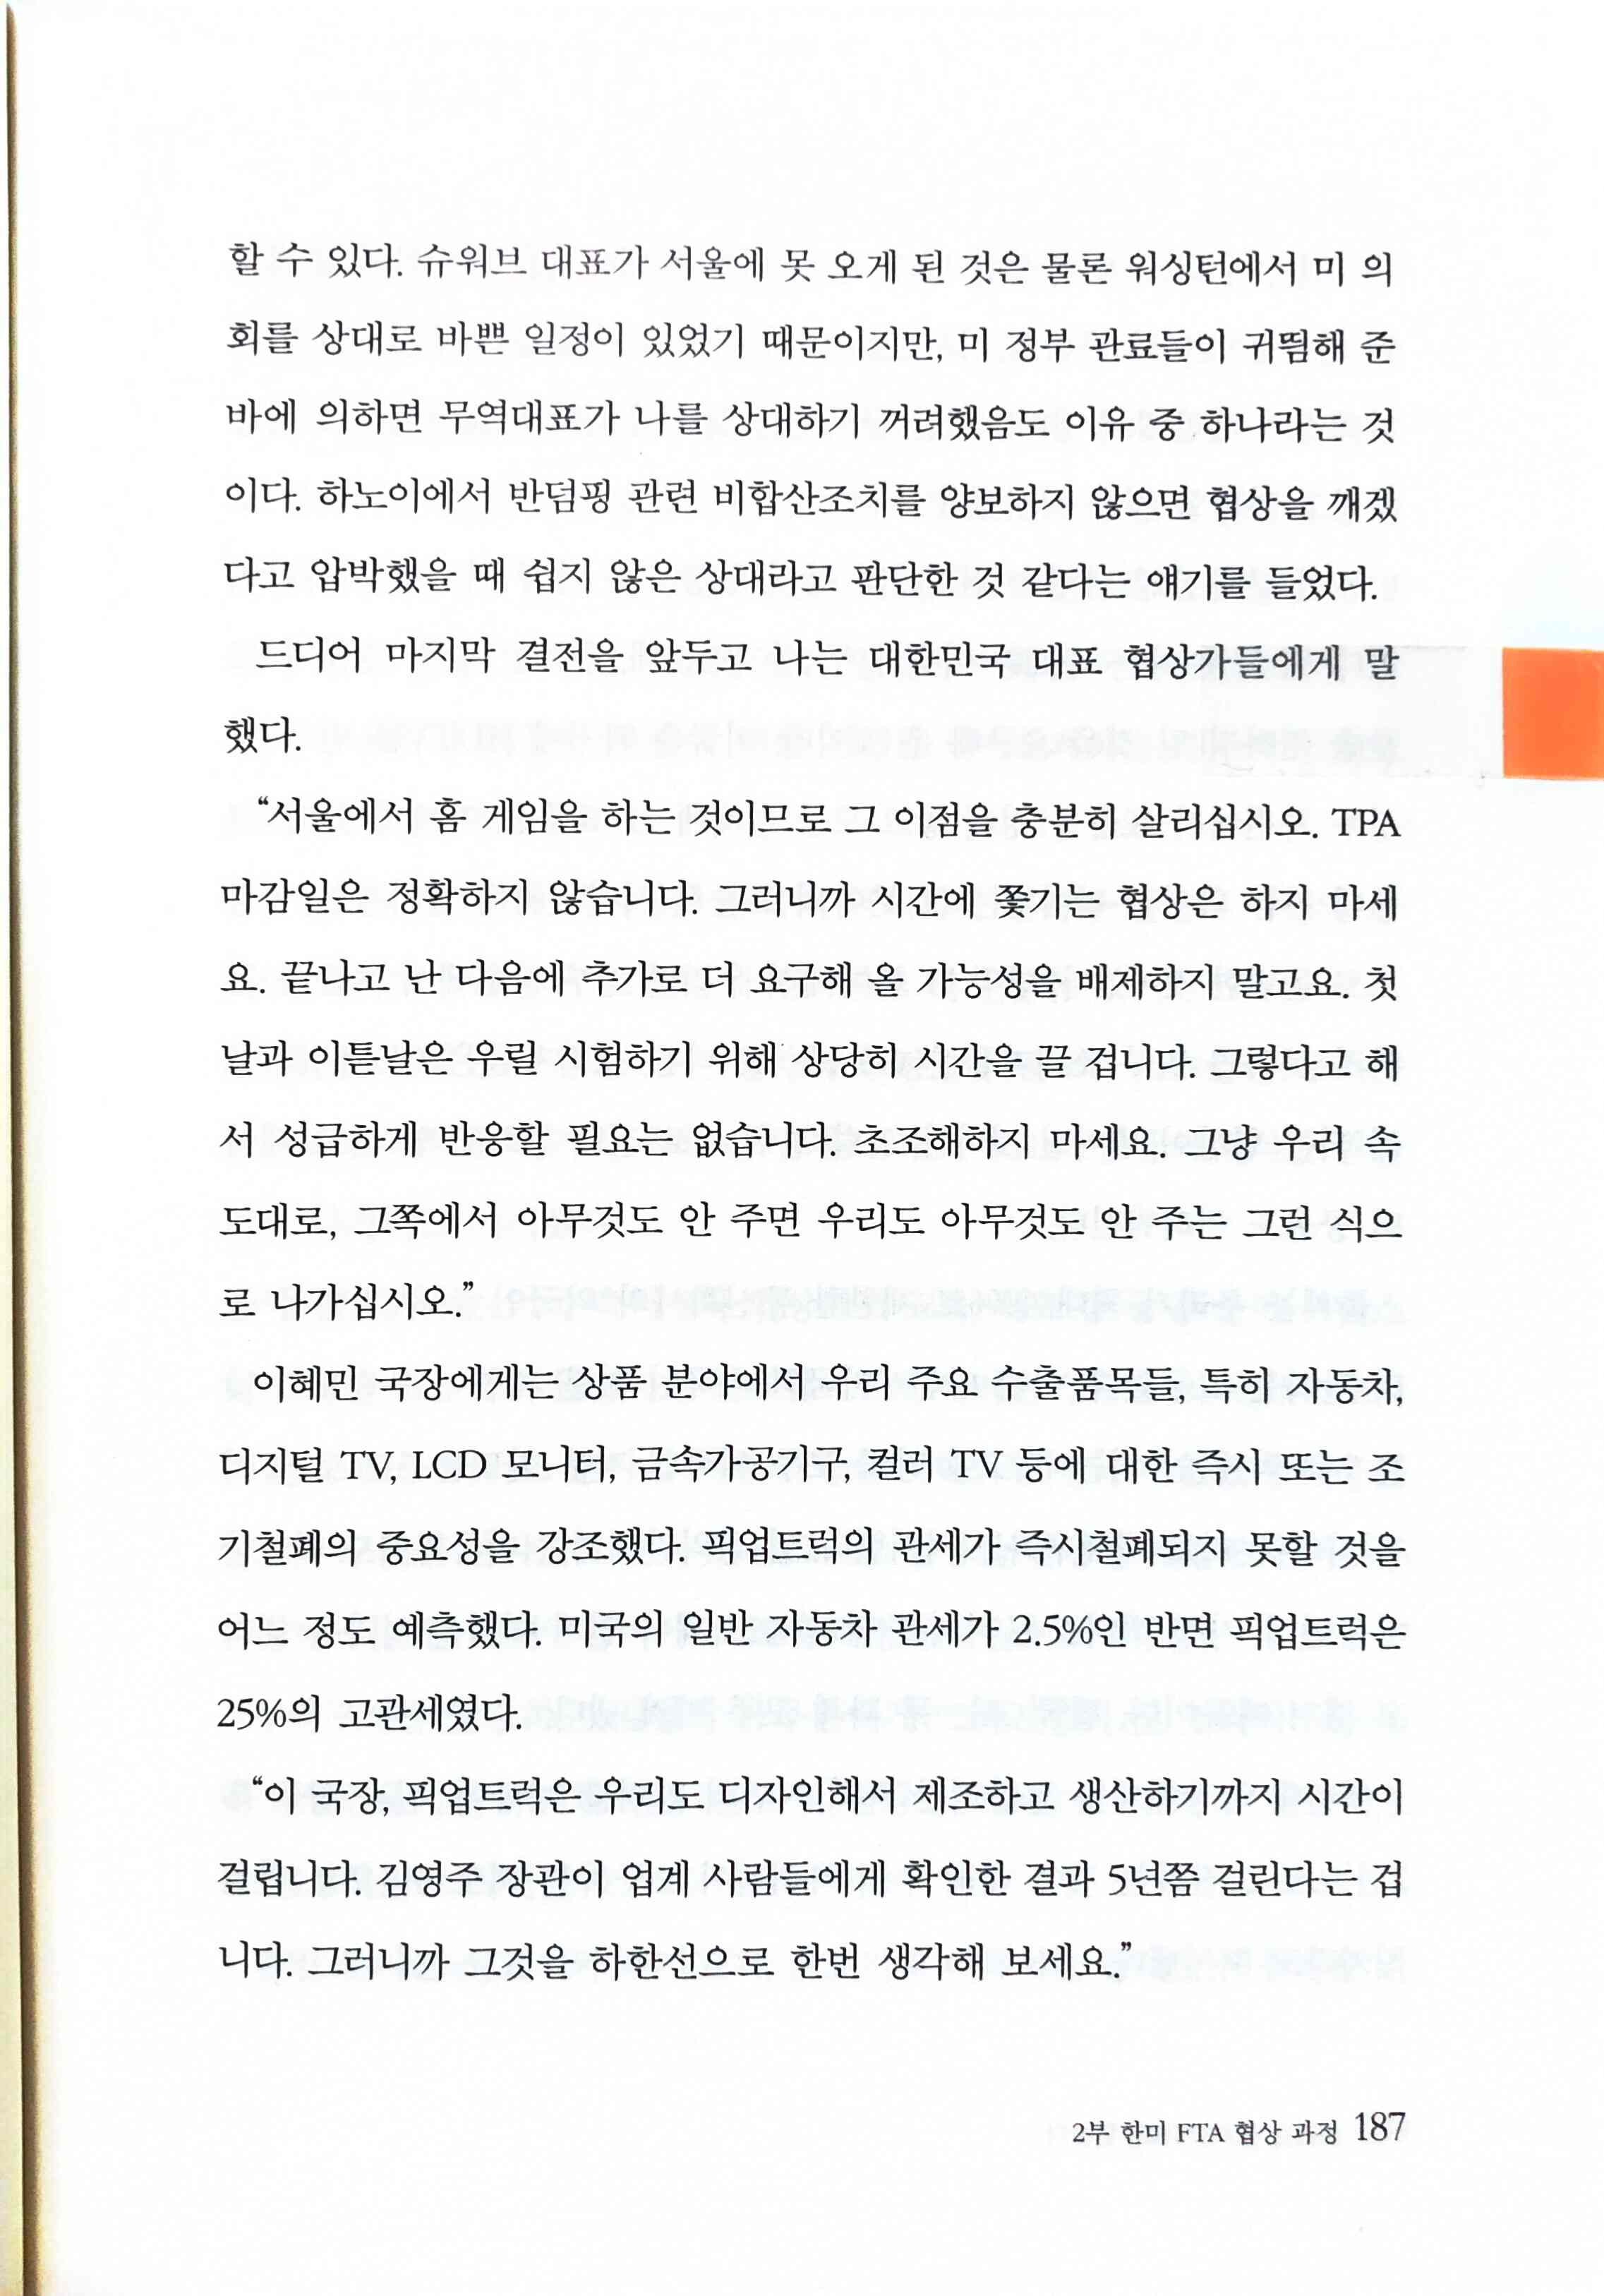 할 수 있다. 슈워브 대표가 서울에 못 오게 된 것은 물론 워싱턴에서 미 의
회를 상대로 바쁜 일정이 있었기 때문이지만, 미 정부 관료들이 귀띔해 준
바에 의하면 무역대표가 나를 상대하기 꺼려했음도 이유 중 하나라는 것
이다. 하노이에서 반덤핑 관련 비합산조치를 양보하지 않으면 협상을 깨겠
다고 압박했을 때 쉽지 않은 상대라고 판단한 것 같다는 얘기를 들었다.
드디어 마지막 결전을 앞두고 나는 대한민국 대표 협상가들에게 말
했다.
“서울에서 홈 게임을 하는 것이므로 그 이점을 충분히 살리십시오. TPA
마감일은 정확하지 않습니다. 그러니까 시간에 쫓기는 협상은 하지 마세
요. 끝나고 난 다음에 추가로 더 요구해 올 가능성을 배제하지 말고요. 첫
날과 이튿날은 우릴 시험하기 위해 상당히 시간을 끌 겁니다. 그렇다고 해
서 성급하게 반응할 필요는 없습니다. 초조해하지 마세요. 그냥 우리 속
도대로, 그쪽에서 아무것도 안 주면 우리도 아무것도 안 주는 그런 식으
로 나가십시오.”
이혜민 국장에게는 상품 분야에서 우리 주요 수출품목들, 특히 자동차,
디지털 TV, LCD 모니터, 금속가공기구, 컬러 TV 등에 대한 즉시 또는 조
기철폐의 중요성을 강조했다. 픽업트럭의 관세가 즉시철폐되지 못할 것을
어느 정도 예측했다. 미국의 일반 자동차 관세가 2.5%인 반면 픽업트럭은
25%의 고관세였다.
“이 국장, 픽업트럭은 우리도 디자인해서 제조하고 생산하기까지 시간이
걸립니다. 김영주 장관이 업계 사람들에게 확인한 결과 5년쯤 걸린다는 겁
니다. 그러니까 그것을 하한선으로 한번 생각해 보세요.”
2부 한미 FTA 협상 과정 187